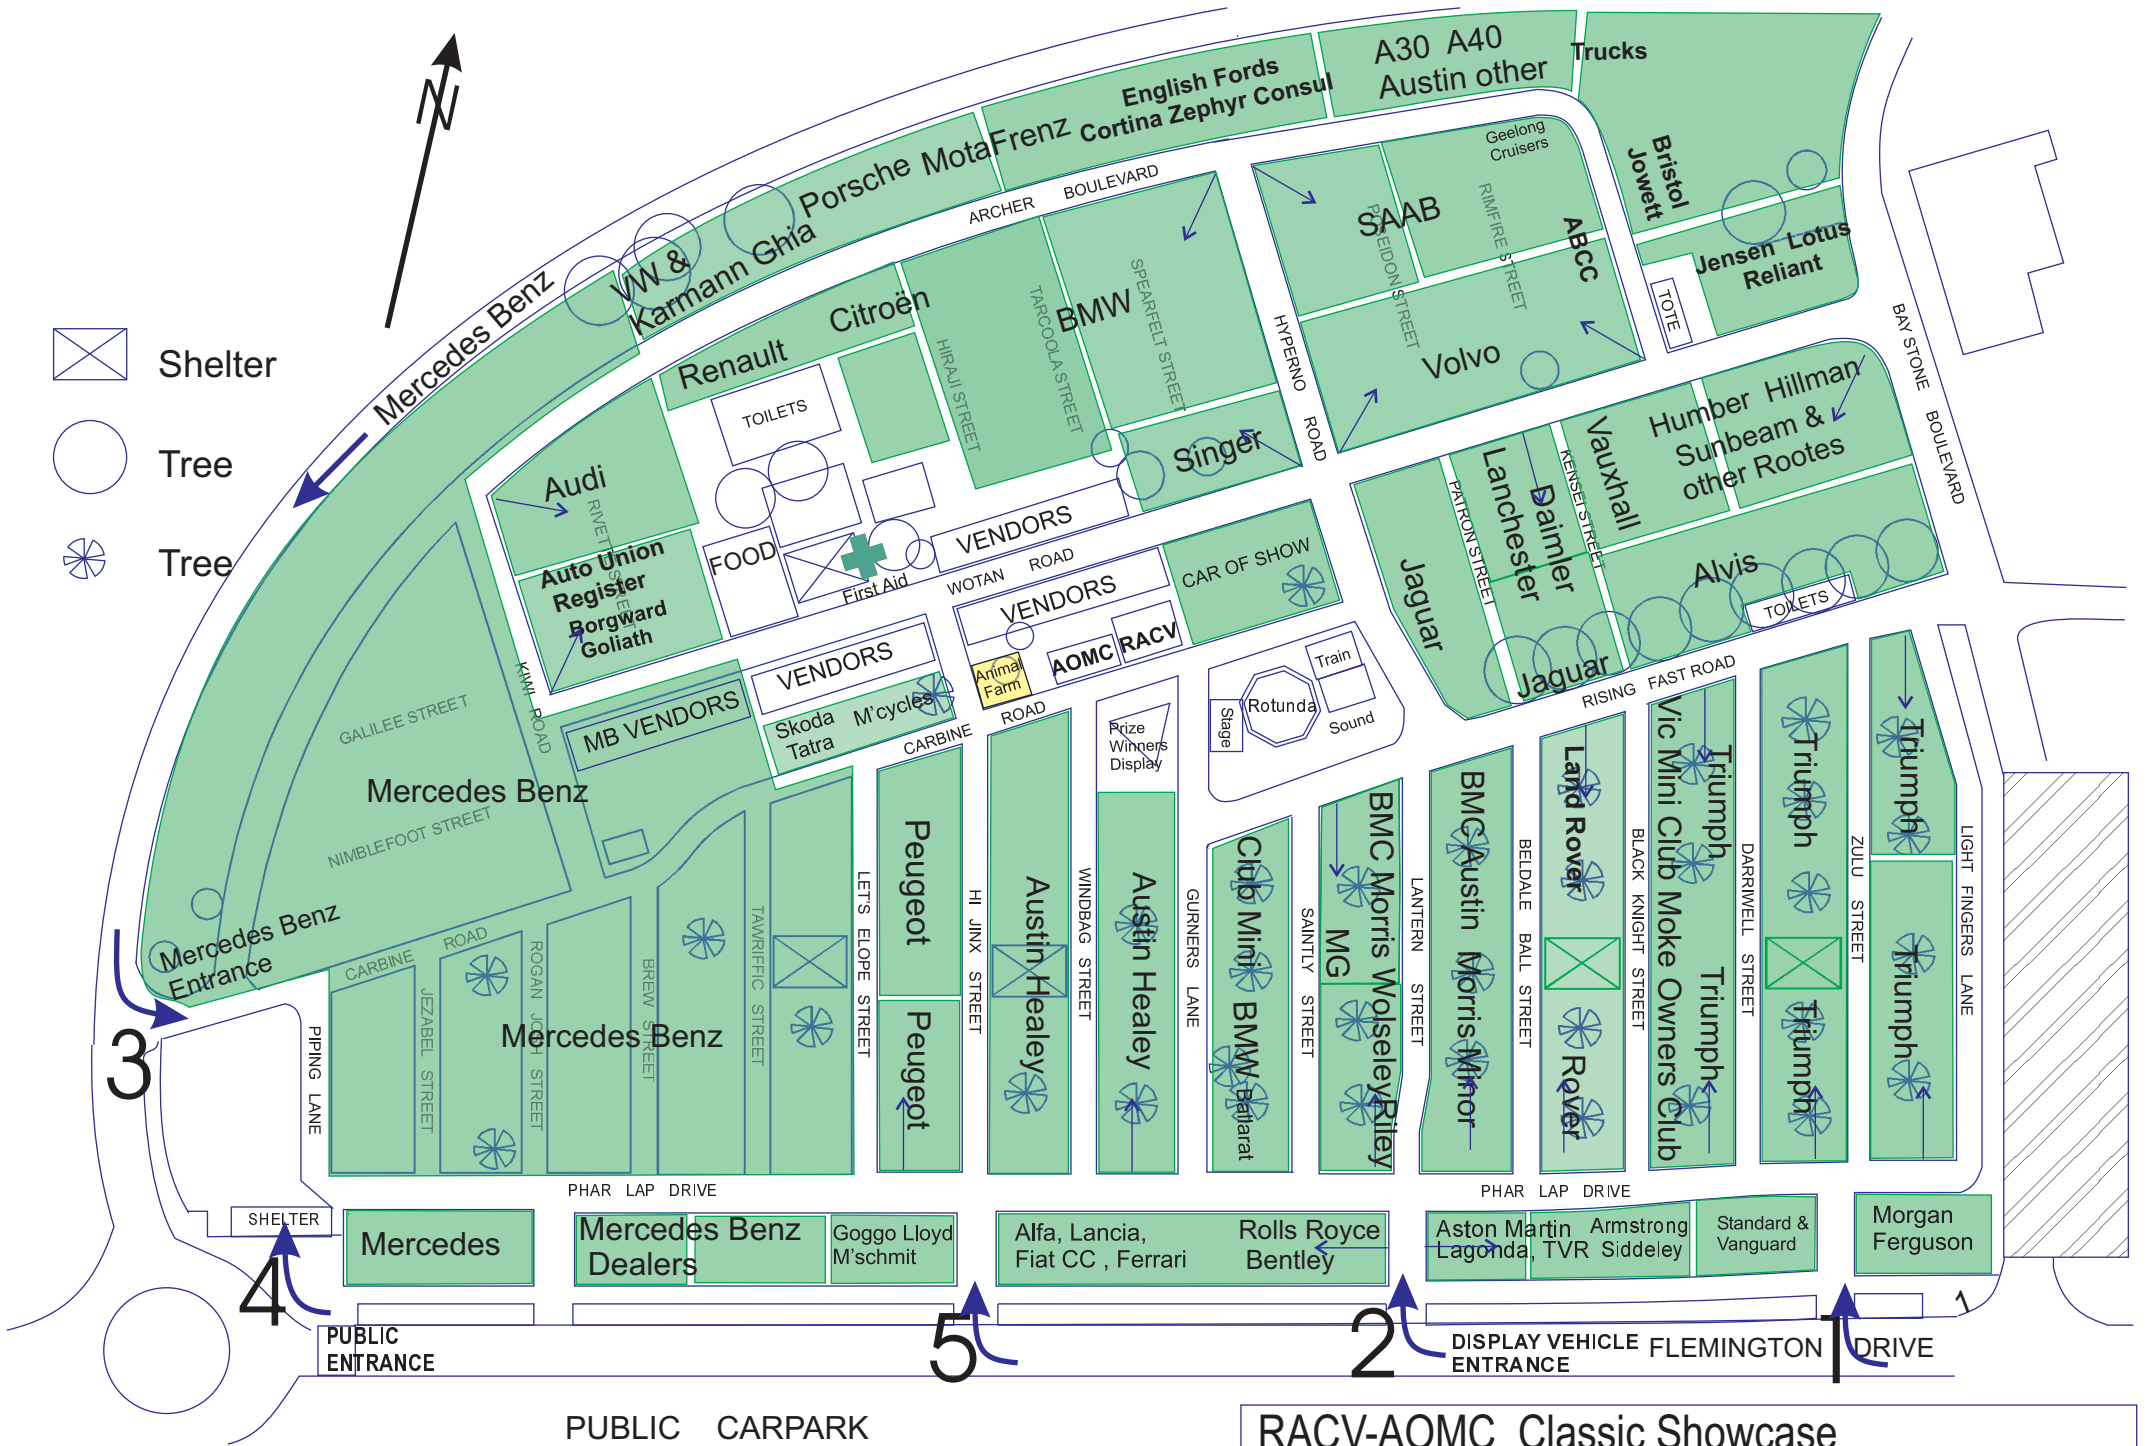 A30 A40
Austin other
Trucks
English Fords
Cortina Zephyr Consul
Porsche MotaFrenz
VW &
Karmann Ghia
Mercedes Benz
N
Geelong
Cruisers
Bristol
Jowett
Jensen Lotus
Reliant
ARCHER BOULEVARD
SAAB
POSEIDON STREET
RIMFIRE STREET
ABCC
TOTE
Volvo
BAY STONE BOULEVARD
Citroën
Renault
BMW
HIRAJI STREET
TARCOOLA STREET
SPEARFELT STREET
HYPERNO ROAD
Singer
Shelter
Tree
Tree
TOILETS
Audi
RIVETTE STREET
Auto Union
Register
Borgward
Goliath
FOOD
First Aid
VENDORS
WOTAN ROAD
VENDORS
CAR OF SHOW
Humber Hillman
Sunbeam &
other Rootes
Vauxhall
KENSEI STREET
Lanchester
Daimler
PATRON STREET
Jaguar
Jaguar
Alvis
TOILETS
RISING FAST ROAD
KIWI ROAD
MB VENDORS
VENDORS
Skoda
Tatra
M'cycles
Animal
Farm
AOMC
RACV
CARBINE ROAD
Prize
Winners
Display
Stage
Rotunda
Train
Sound
GALILEE STREET
Mercedes Benz
NIMBLEFOOT STREET
Mercedes Benz
Entrance
CARBINE ROAD
3
PIPING LANE
JEZABEL STREET
ROGAN JOSH STREET
BREW STREET
TAWRIFFIC STREET
Mercedes Benz
LET'S ELOPE STREET
Peugeot
Peugeot
HI JINX STREET
Austin Healey
WINDBAG STREET
Austin Healey
GURNERS LANE
Club Mini
BMW Ballarat
SAINTLY STREET
MG
BMC Morris Wolseley Riley
LANTERN STREET
BMC Austin Morris Minor
BELDALE BALL STREET
Land Rover
Rover
BLACK KNIGHT STREET
Vic Mini Club Moke Owners Club
Triumph
Triumph
DARRIWELL STREET
Triumph
Triumph
ZULU STREET
Triumph
Triumph
LIGHT FINGERS LANE
PHAR LAP DRIVE
PHAR LAP DRIVE
SHELTER
4
Mercedes
Mercedes Benz
Dealers
Goggo Lloyd
M'schmit
Alfa, Lancia,
Fiat CC , Ferrari
Rolls Royce
Bentley
Aston Martin
Lagonda, TVR
Armstrong
Siddeley
Standard &
Vanguard
Morgan
Ferguson
1
PUBLIC
ENTRANCE
5
2
DISPLAY VEHICLE
ENTRANCE
FLEMINGTON DRIVE
1
PUBLIC CARPARK
RACV-AOMC Classic Showcase